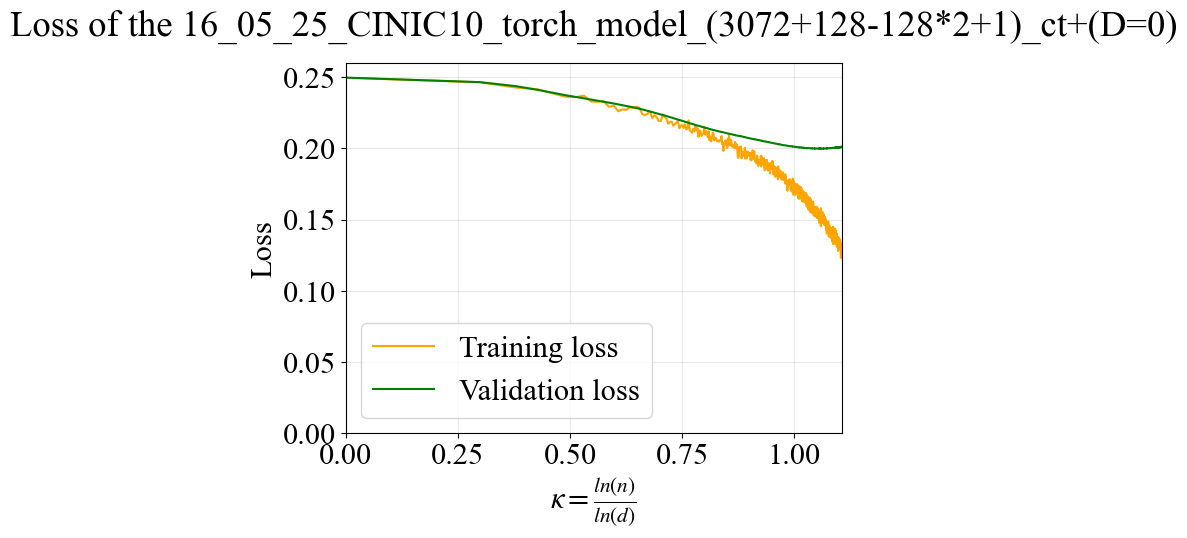 Loss of the 16_05_25_CINIC10_torch_model_(3072+128-128*2+1)_ct+(D=0)
0.25
0.20
0.15
0.10
0.05
0.00
Loss
Training loss
Validation loss
0.00 0.25 0.50 0.75 1.00
κ = ln(n)/ln(d)